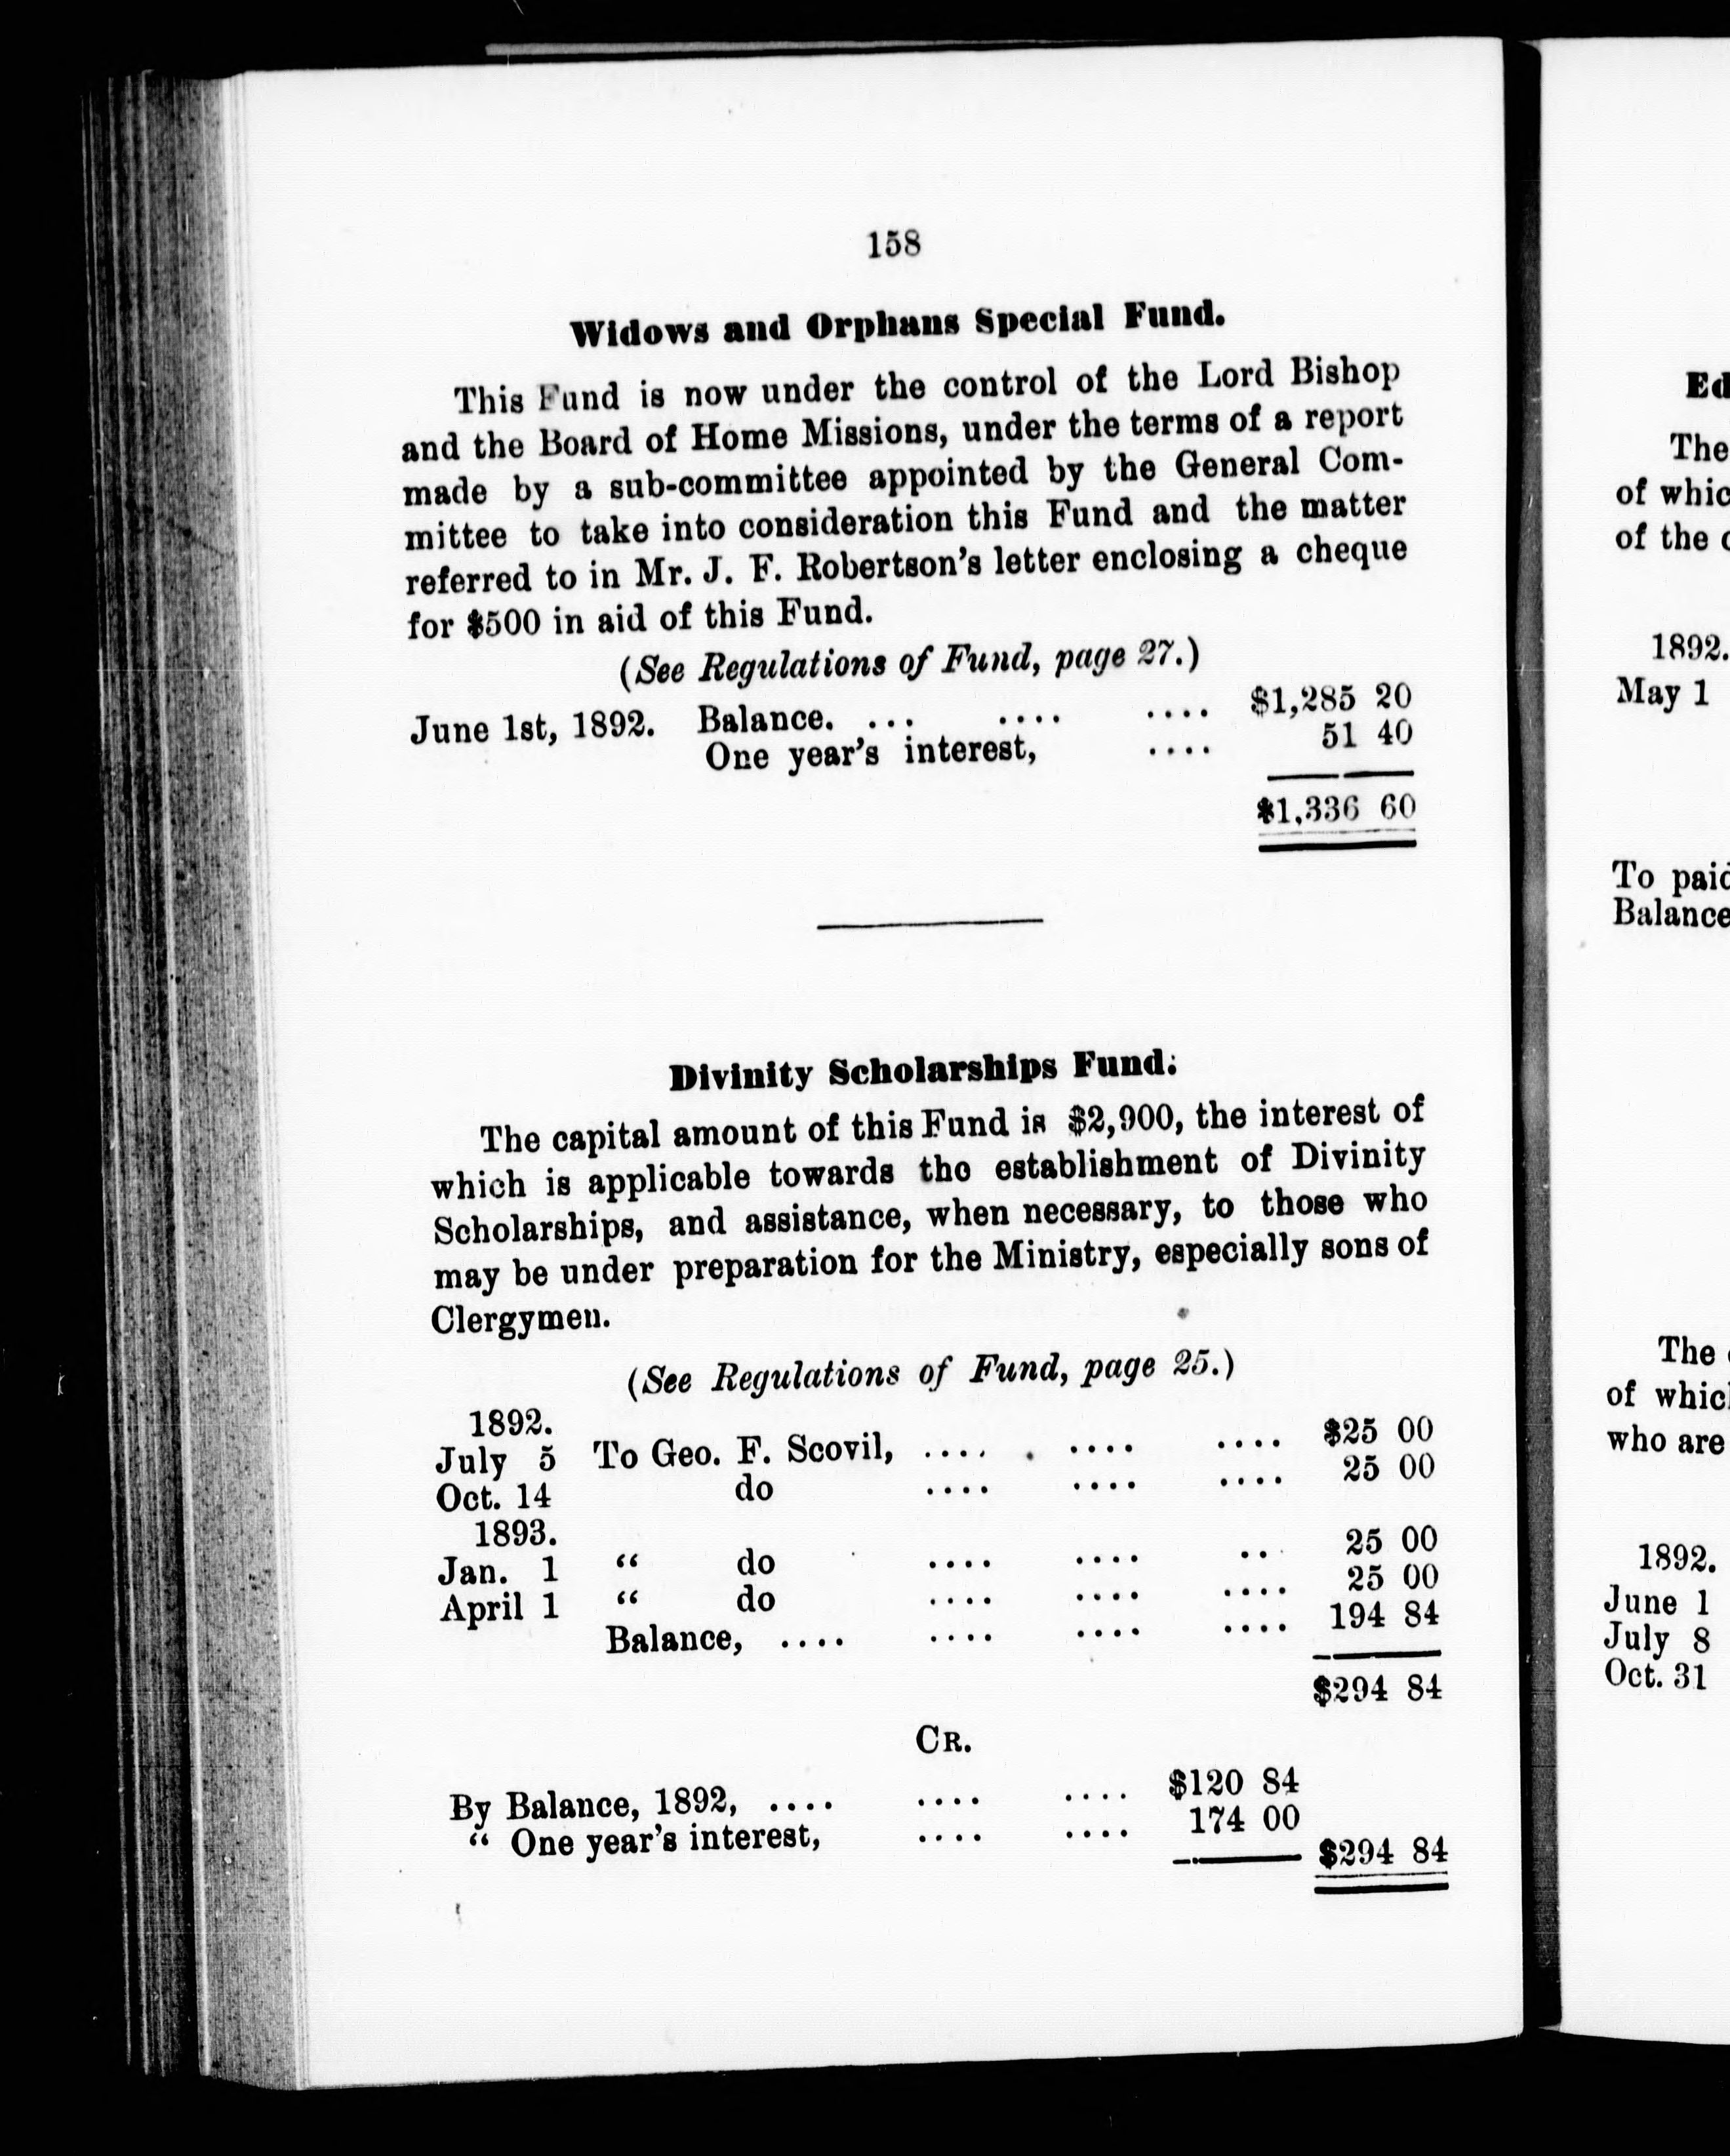 158
Widows and Orphans Special Fund.
This Fund is now under the control of the Lord Bishop
and the Board of Home Missions, under the terms of a report
made by a sub-committee appointed by the General Com-
mittee to take into consideration this Fund and the matter
referred to in Mr. J. F. Robertson's letter enclosing a cheque
for $500 in aid of this Fund.
(See Regulations of Fund, page 27.)
June 1st, 1892. Balance. ... .... .... $1,285 20
One year's interest, .... 51 40
$1,336 60
Divinity Scholarships Fund.
The capital amount of this Fund is $2,900, the interest of
which is applicable towards the establishment of Divinity
Scholarships, and assistance, when necessary, to those who
may be under preparation for the Ministry, especially sons of
Clergymen.
(See Regulations of Fund, page 25.)
1892.
July 5 To Geo. F. Scovil, .... .... .... $25 00
Oct. 14 do .... .... .... 25 00
1893.
Jan. 1 “ do .... .... .. 25 00
April 1 “ do .... .... .... 25 00
Balance, .... .... .... .... 194 84
$294 84
CR.
By Balance, 1892, .... .... .... $120 84
“ One year's interest, .... .... 174 00
$294 84
Ed
The
of whic
of the
1892.
May 1
To paid
Balance
The
of whic
who are
1892.
June 1
July 8
Oct. 31